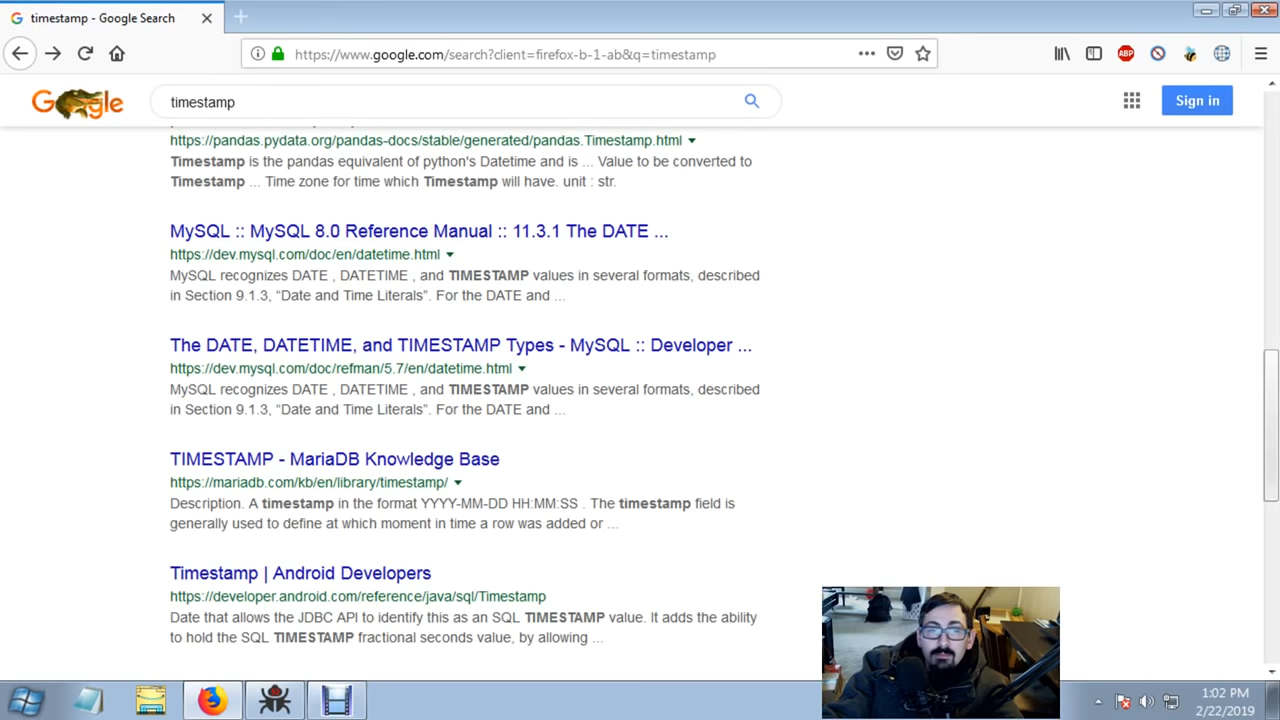 timestamp - Google Search
https://www.google.com/search?client=firefox-b-1-ab&q=timestamp
ABP
Google
timestamp
Sign in
https://pandas.pydata.org/pandas-docs/stable/generated/pandas.Timestamp.html
Timestamp is the pandas equivalent of python's Datetime and is ... Value to be converted to
Timestamp ... Time zone for time which Timestamp will have. unit : str.
MySQL :: MySQL 8.0 Reference Manual :: 11.3.1 The DATE ...
https://dev.mysql.com/doc/en/datetime.html
MySQL recognizes DATE , DATETIME , and TIMESTAMP values in several formats, described
in Section 9.1.3, “Date and Time Literals”. For the DATE and ...
The DATE, DATETIME, and TIMESTAMP Types - MySQL :: Developer ...
https://dev.mysql.com/doc/refman/5.7/en/datetime.html
MySQL recognizes DATE , DATETIME , and TIMESTAMP values in several formats, described
in Section 9.1.3, “Date and Time Literals”. For the DATE and ...
TIMESTAMP - MariaDB Knowledge Base
https://mariadb.com/kb/en/library/timestamp/
Description. A timestamp in the format YYYY-MM-DD HH:MM:SS . The timestamp field is
generally used to define at which moment in time a row was added or ...
Timestamp | Android Developers
https://developer.android.com/reference/java/sql/Timestamp
Date that allows the JDBC API to identify this as an SQL TIMESTAMP value. It adds the ability
to hold the SQL TIMESTAMP fractional seconds value, by allowing ...
1:02 PM
2/22/2019